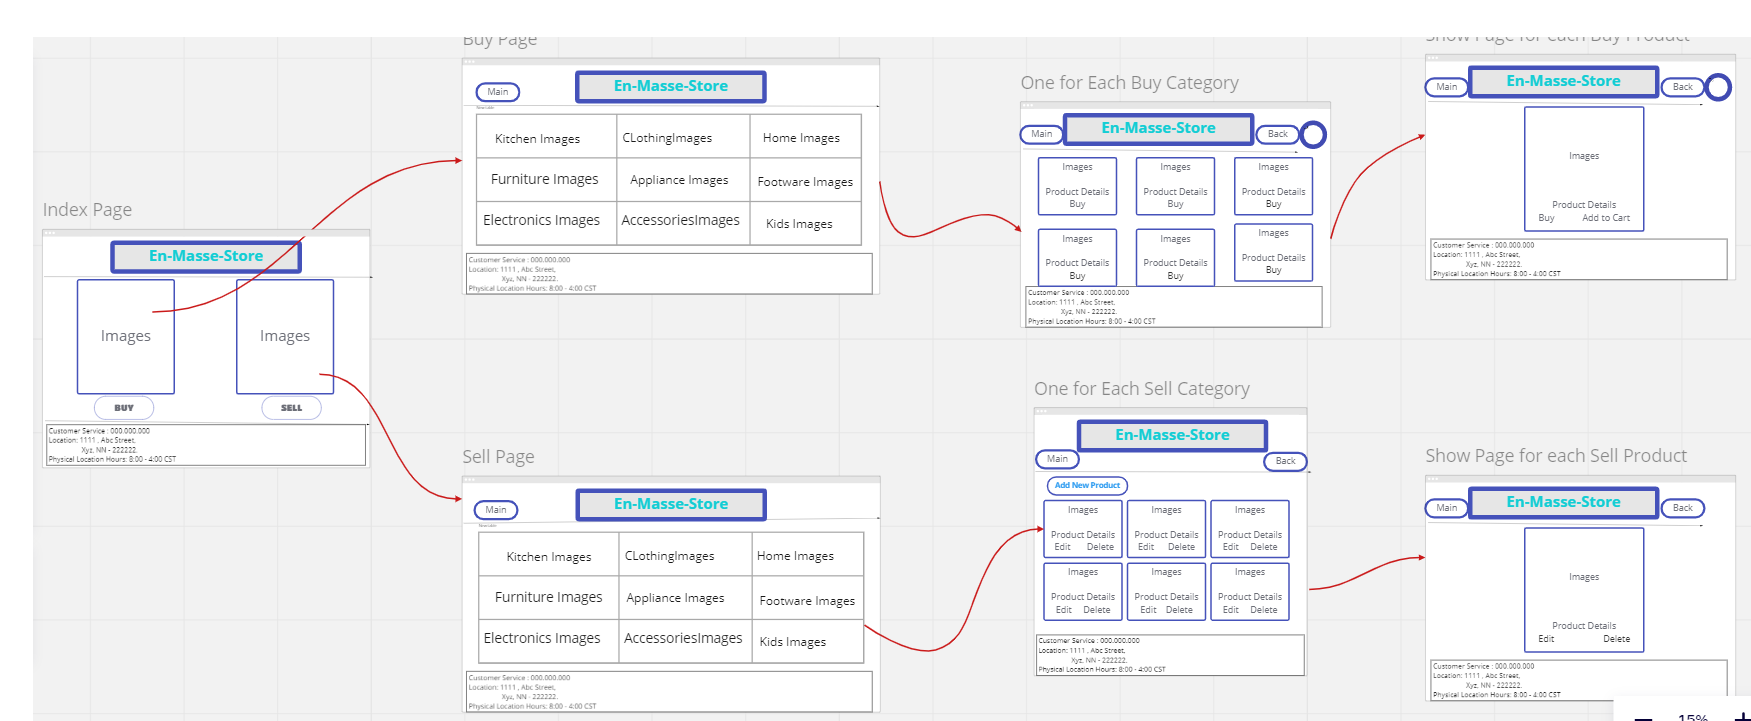 Buy Page
En-Masse-Store
Main
Kitchen Images
CLothingImages
Home Images
Furniture Images
Appliance Images
Footware Images
Electronics Images
AccessoriesImages
Kids Images
Customer Service : 000.000.000
Location: 1111 , Abc Street,
Xyz, NN - 222222.
Physical Location Hours: 8:00 - 4:00 CST
One for Each Buy Category
Main
En-Masse-Store
Back
Images
Product Details
Buy
Images
Product Details
Buy
Images
Product Details
Buy
Images
Product Details
Buy
Images
Product Details
Buy
Images
Product Details
Buy
Customer Service : 000.000.000
Location: 1111 , Abc Street,
Xyz, NN - 222222.
Physical Location Hours: 8:00 - 4:00 CST
Show Page for each Buy Product
Main
En-Masse-Store
Back
Images
Product Details
Buy Add to Cart
Customer Service : 000.000.000
Location: 1111 , Abc Street,
Xyz, NN - 222222.
Physical Location Hours: 8:00 - 4:00 CST
Index Page
En-Masse-Store
Images
Images
BUY
SELL
Customer Service : 000.000.000
Location: 1111 , Abc Street,
Xyz, NN - 222222.
Physical Location Hours: 8:00 - 4:00 CST
Sell Page
Main
En-Masse-Store
Kitchen Images
CLothingImages
Home Images
Furniture Images
Appliance Images
Footware Images
Electronics Images
AccessoriesImages
Kids Images
Customer Service : 000.000.000
Location: 1111 , Abc Street,
Xyz, NN - 222222.
Physical Location Hours: 8:00 - 4:00 CST
One for Each Sell Category
En-Masse-Store
Main
Back
Add New Product
Images
Product Details
Edit Delete
Images
Product Details
Edit Delete
Images
Product Details
Edit Delete
Images
Product Details
Edit Delete
Images
Product Details
Edit Delete
Images
Product Details
Edit Delete
Customer Service : 000.000.000
Location: 1111 , Abc Street,
Xyz, NN - 222222.
Physical Location Hours: 8:00 - 4:00 CST
Show Page for each Sell Product
Main
En-Masse-Store
Back
Images
Product Details
Edit Delete
Customer Service : 000.000.000
Location: 1111 , Abc Street,
Xyz, NN - 222222.
Physical Location Hours: 8:00 - 4:00 CST
15%